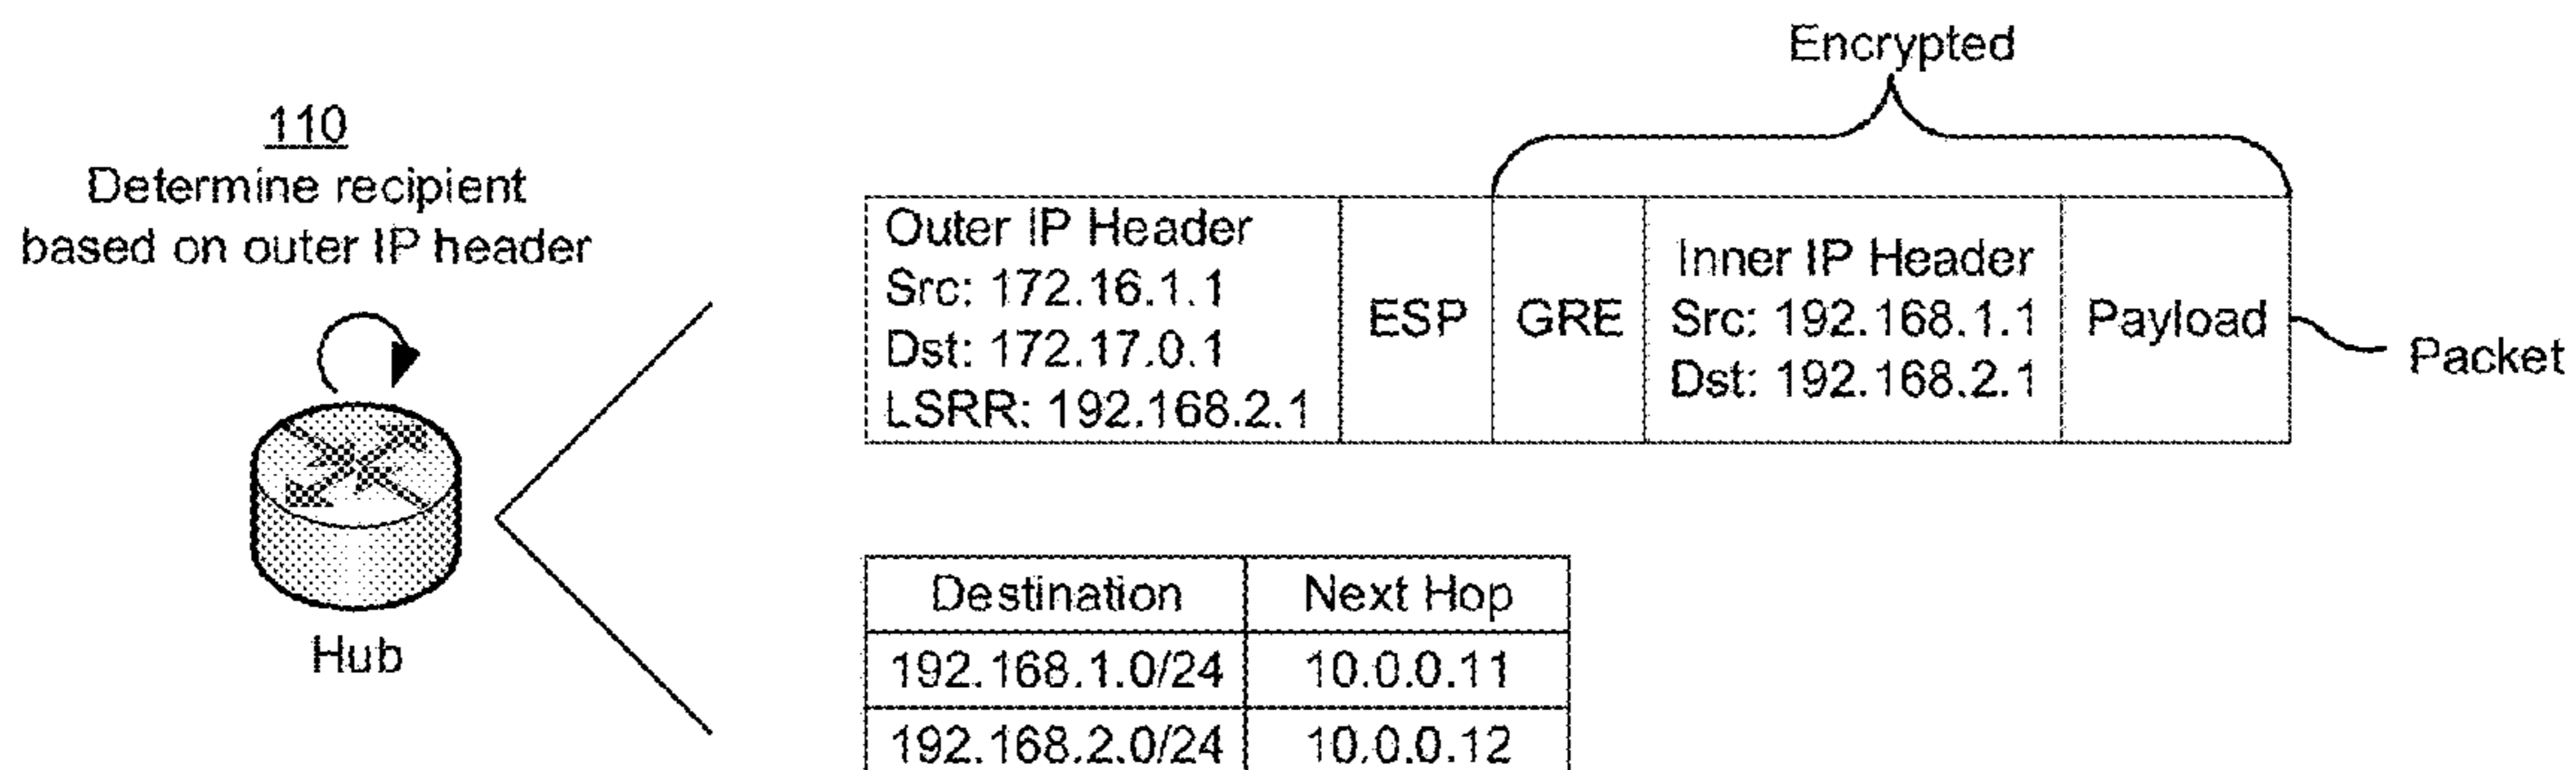 Encrypted
110
Determine recipient
based on outer IP header
Outer IP Header
Src: 172.16.1.1
Dst: 172.17.0.1
LSRR: 192.168.2.1
ESP
GRE
Inner IP Header
Src: 192.168.1.1
Dst: 192.168.2.1
Payload
Packet
Hub
Destination Next Hop
192.168.1.0/24 10.0.0.11
192.168.2.0/24 10.0.0.12